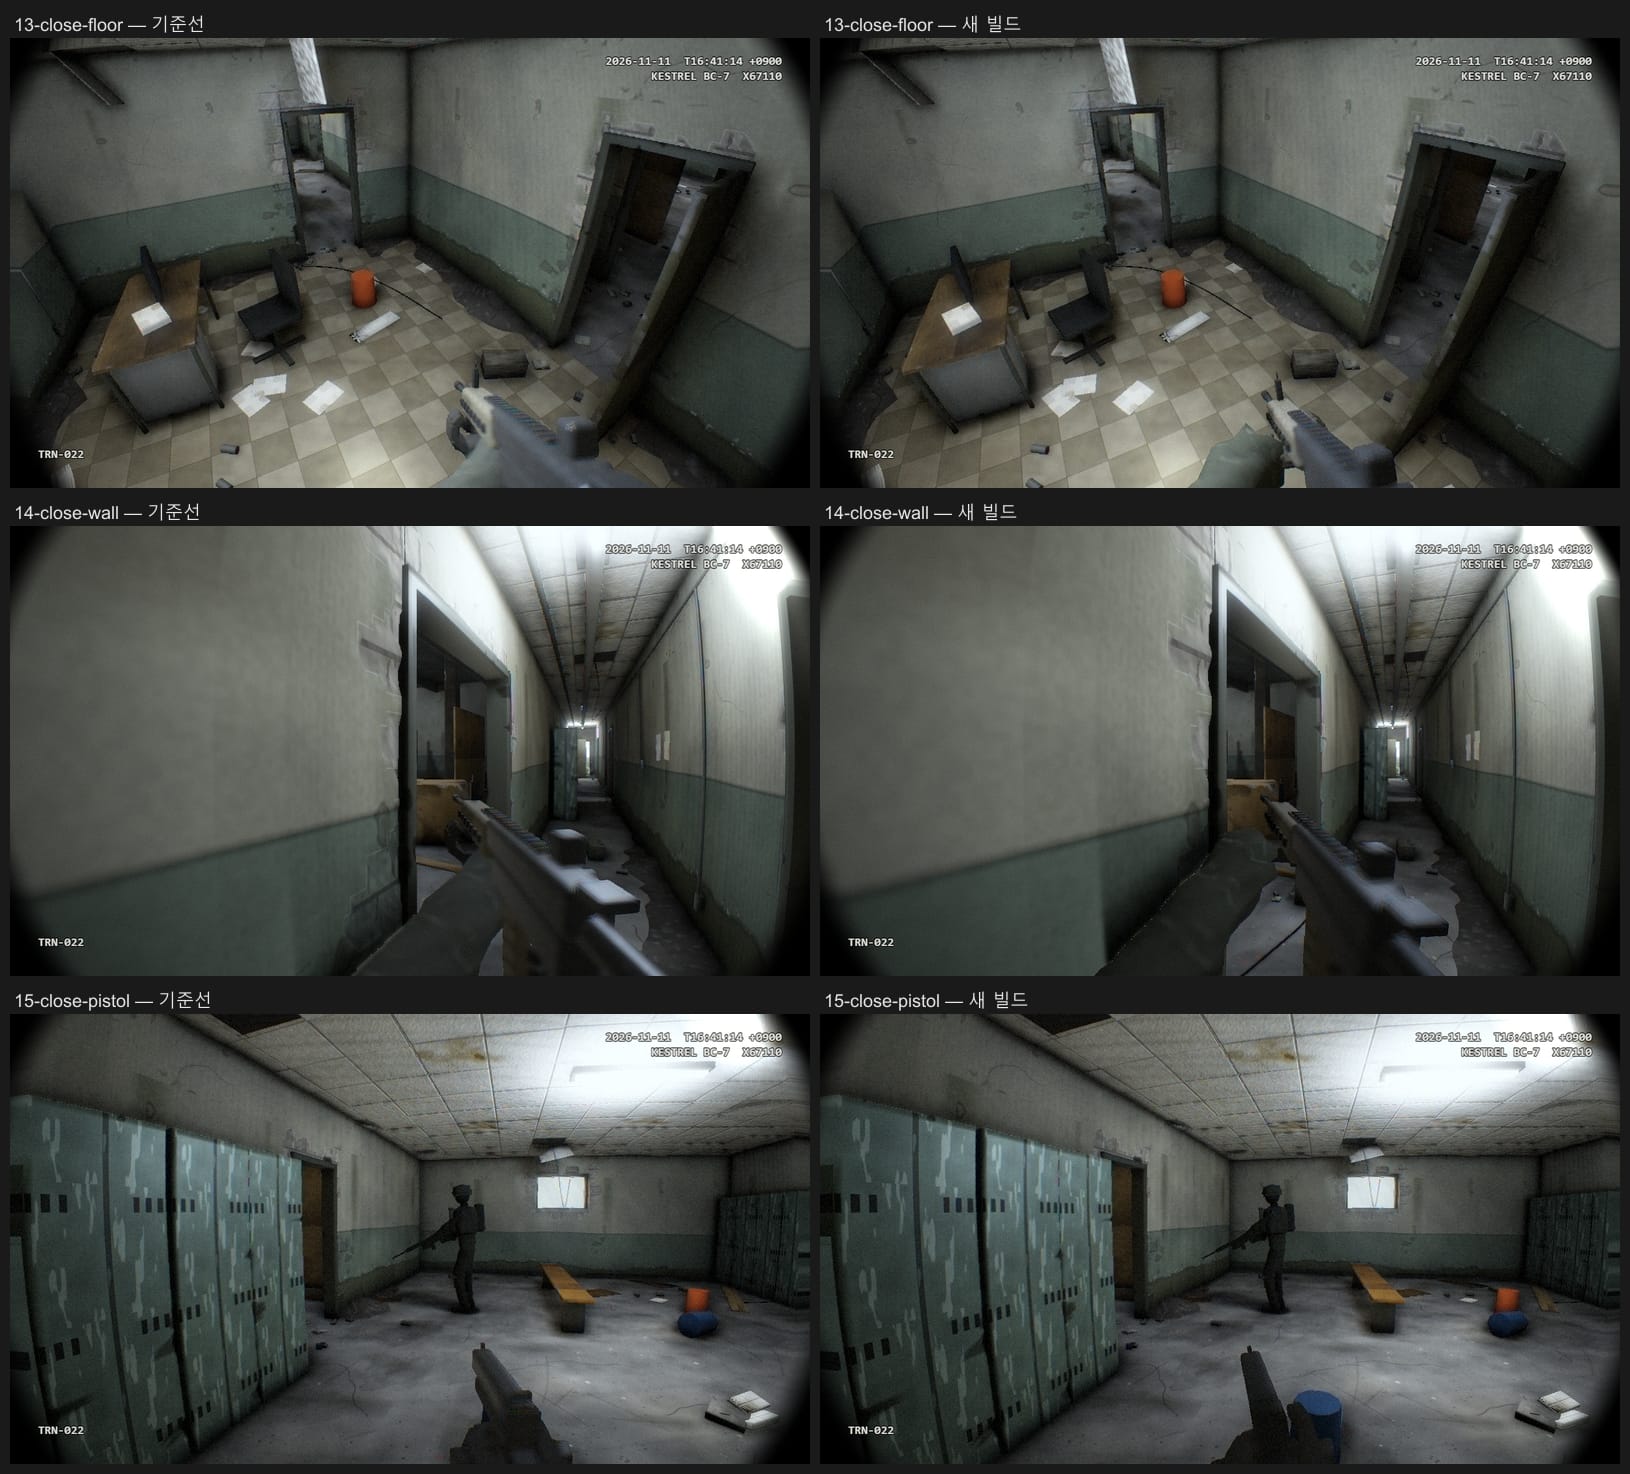 13-close-floor — 기준선
13-close-floor — 새 빌드
2026-11-11 T16:41:14 +0900
KESTREL BC-7 X67110
TRN-022
2026-11-11 T16:41:14 +0900
KESTREL BC-7 X67110
TRN-022
14-close-wall — 기준선
14-close-wall — 새 빌드
2026-11-11 T16:41:14 +0900
KESTREL BC-7 X67110
TRN-022
2026-11-11 T16:41:14 +0900
KESTREL BC-7 X67110
TRN-022
15-close-pistol — 기준선
15-close-pistol — 새 빌드
2026-11-11 T16:41:14 +0900
KESTREL BC-7 X67110
TRN-022
2026-11-11 T16:41:14 +0900
KESTREL BC-7 X67110
TRN-022